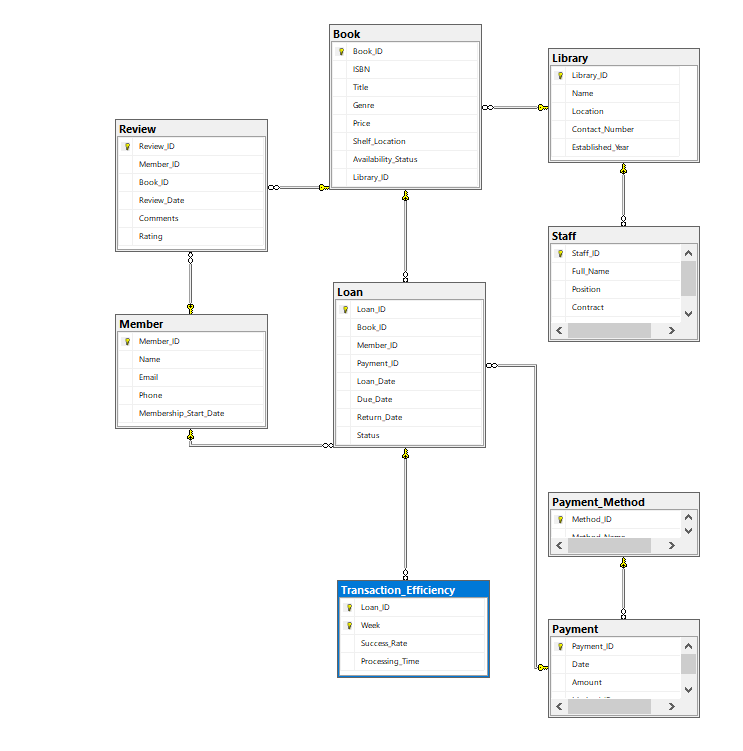 Book
Book_ID
ISBN
Title
Genre
Price
Shelf_Location
Availability_Status
Library_ID
Library
Library_ID
Name
Location
Contact_Number
Established_Year
Review
Review_ID
Member_ID
Book_ID
Review_Date
Comments
Rating
Staff
Staff_ID
Full_Name
Position
Contract
Loan
Loan_ID
Book_ID
Member_ID
Payment_ID
Loan_Date
Due_Date
Return_Date
Status
Member
Member_ID
Name
Email
Phone
Membership_Start_Date
Payment_Method
Method_ID
Method_Name
Transaction_Efficiency
Loan_ID
Week
Success_Rate
Processing_Time
Payment
Payment_ID
Date
Amount